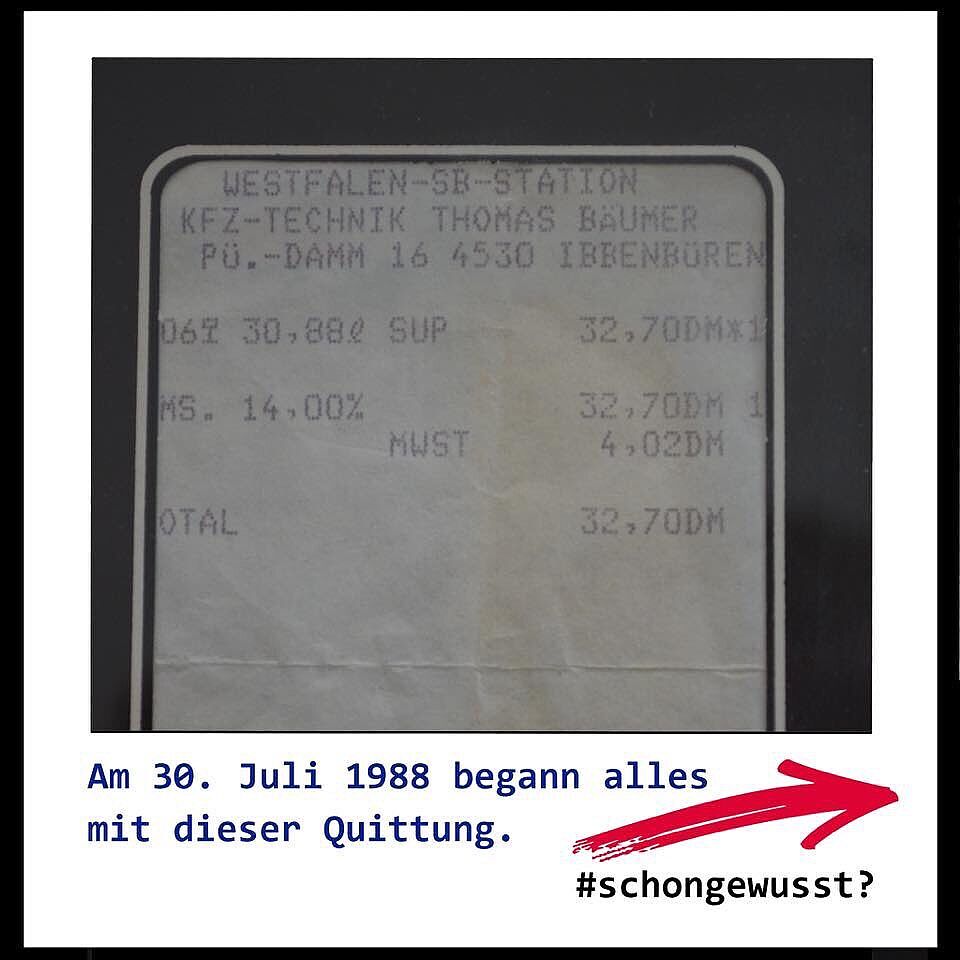 WESTFALEN-SB-STATION
KFZ-TECHNIK THOMAS BÄUMER
PÜ.-DAMM 16 4530 IBBENBÜREN
30,88ℓ SUP 32,70DM*1
MS. 14,00% 32,70DM 1
MWST 4,02DM
OTAL 32,70DM
Am 30. Juli 1988 begann alles
mit dieser Quittung.
#schongewusst?